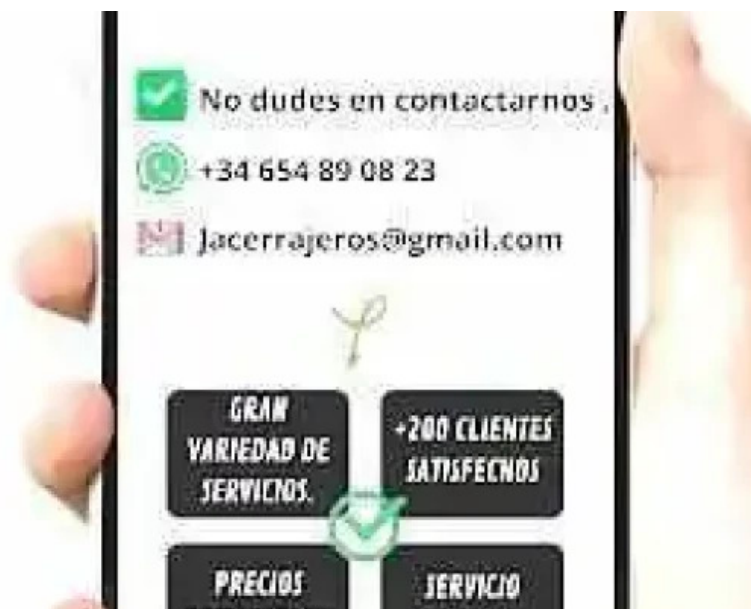 No dudes en contactarnos .
+34 654 89 08 23
Jacerrajeros@gmail.com
GRAN
VARIEDAD DE
SERVICIOS.
+200 CLIENTES
SATISFECHOS
PRECIOS
SERVICIO